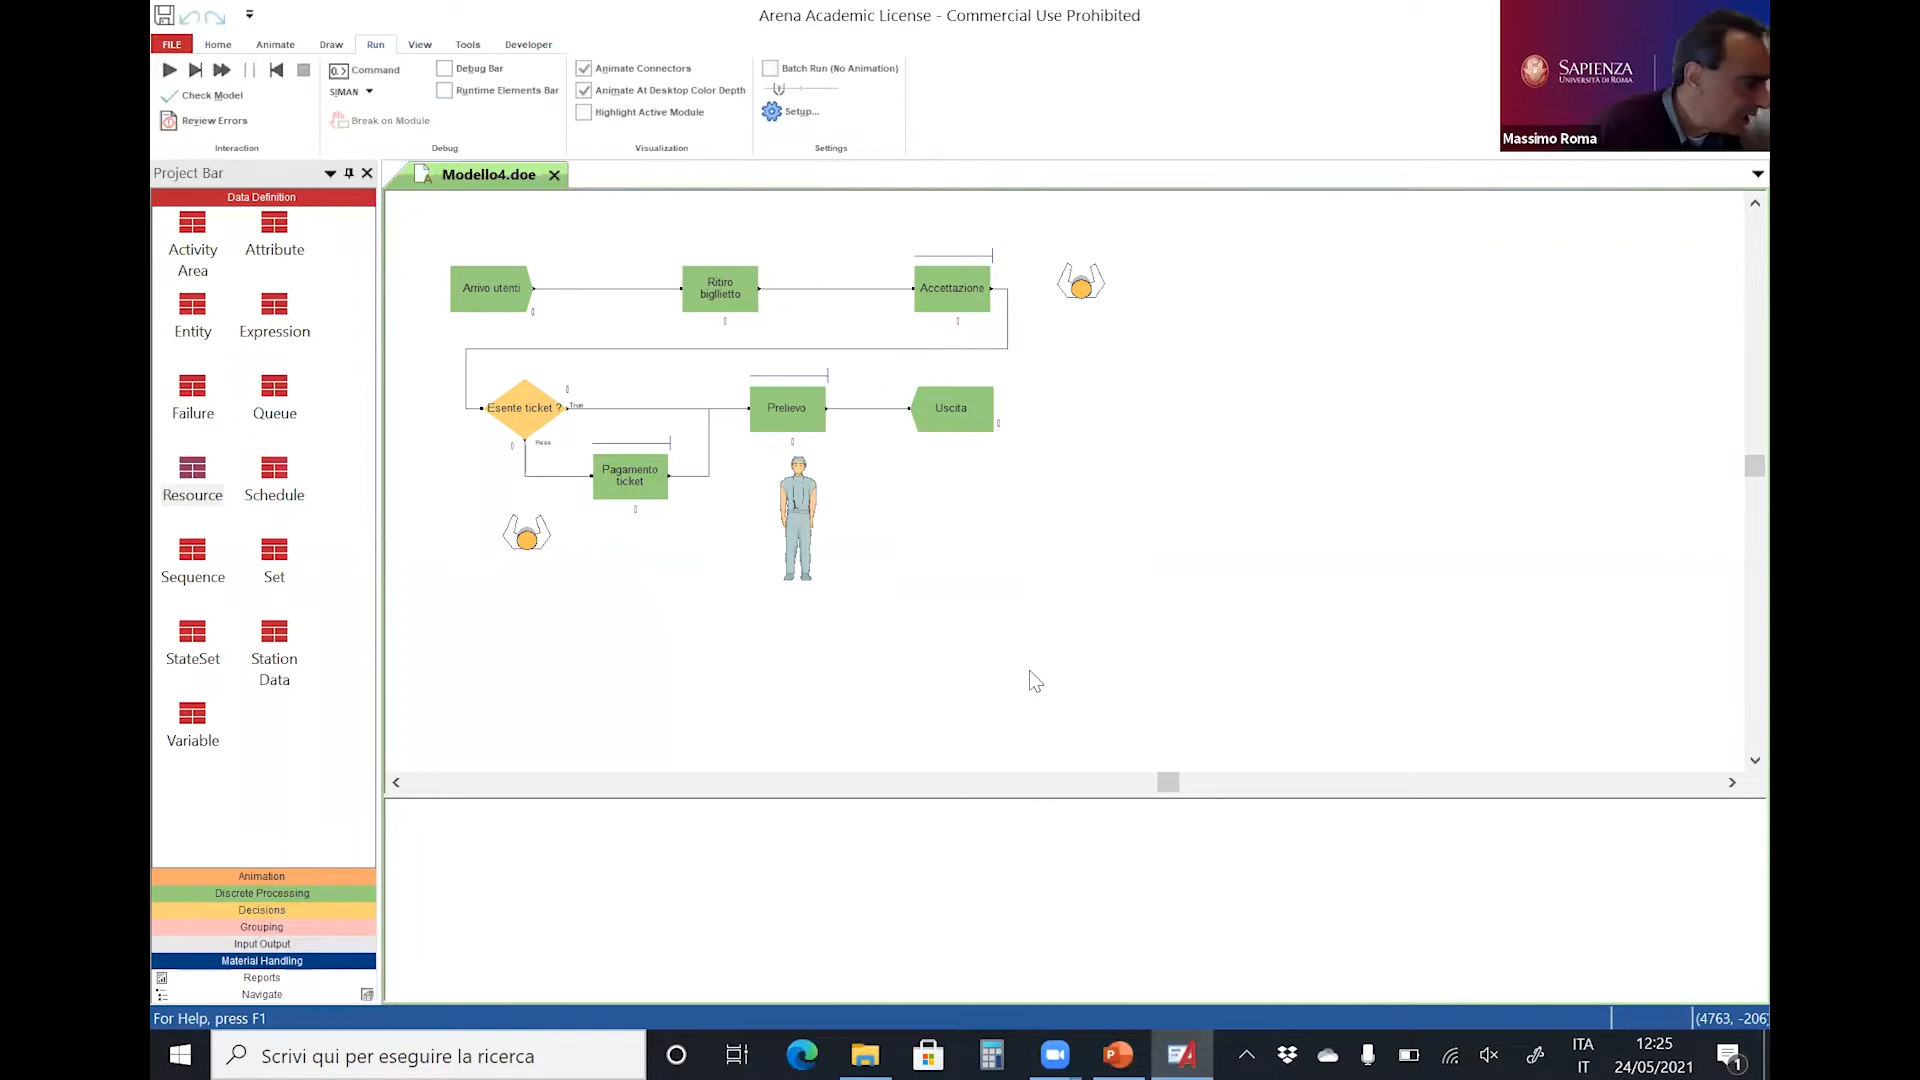 Arena Academic License - Commercial Use Prohibited
FILE Home Animate Draw Run View Tools Developer
Command
SIMAN
Check Model
Review Errors
Break on Module
Debug Bar
Runtime Elements Bar
Animate Connectors
Animate At Desktop Color Depth
Highlight Active Module
Batch Run (No Animation)
Setup...
Interaction Debug Visualization Settings
SAPIENZA
UNIVERSITÀ DI ROMA
Massimo Roma
Project Bar
Modello4.doe
Data Definition
Activity Area
Attribute
Entity
Expression
Failure
Queue
Resource
Schedule
Sequence
Set
StateSet
Station Data
Variable
Animation
Discrete Processing
Decisions
Grouping
Input Output
Material Handling
Reports
Navigate
Arrivo utenti
Ritiro
bigllietto
Accettazione
Esente ticket ?
True
False
Prelievo
Uscita
Pagamento
ticket
For Help, press F1
(4763, -206)
Scrivi qui per eseguire la ricerca
ITA
IT
12:25
24/05/2021
1